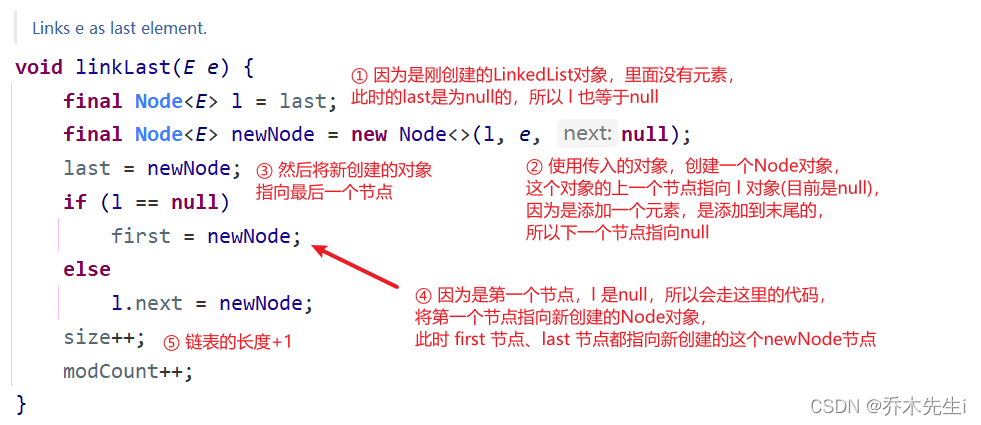 Links e as last element.
void linkLast(E e) {
① 因为是刚创建的LinkedList对象，里面没有元素，
此时的last是为null的，所以 l 也等于null
final Node<E> l = last;
final Node<E> newNode = new Node<>(l, e, next: null);
last = newNode;
③ 然后将新创建的对象
指向最后一个节点
② 使用传入的对象，创建一个Node对象，
这个对象的上一个节点指向 l 对象(目前是null)，
因为是添加一个元素，是添加到末尾的，
所以下一个节点指向null
if (l == null)
first = newNode;
else
l.next = newNode;
④ 因为是第一个节点，l 是null，所以会走这里的代码，
将第一个节点指向新创建的Node对象，
此时 first 节点、last 节点都指向新创建的这个newNode节点
size++;
⑤ 链表的长度+1
modCount++;
}
CSDN @乔木先生i